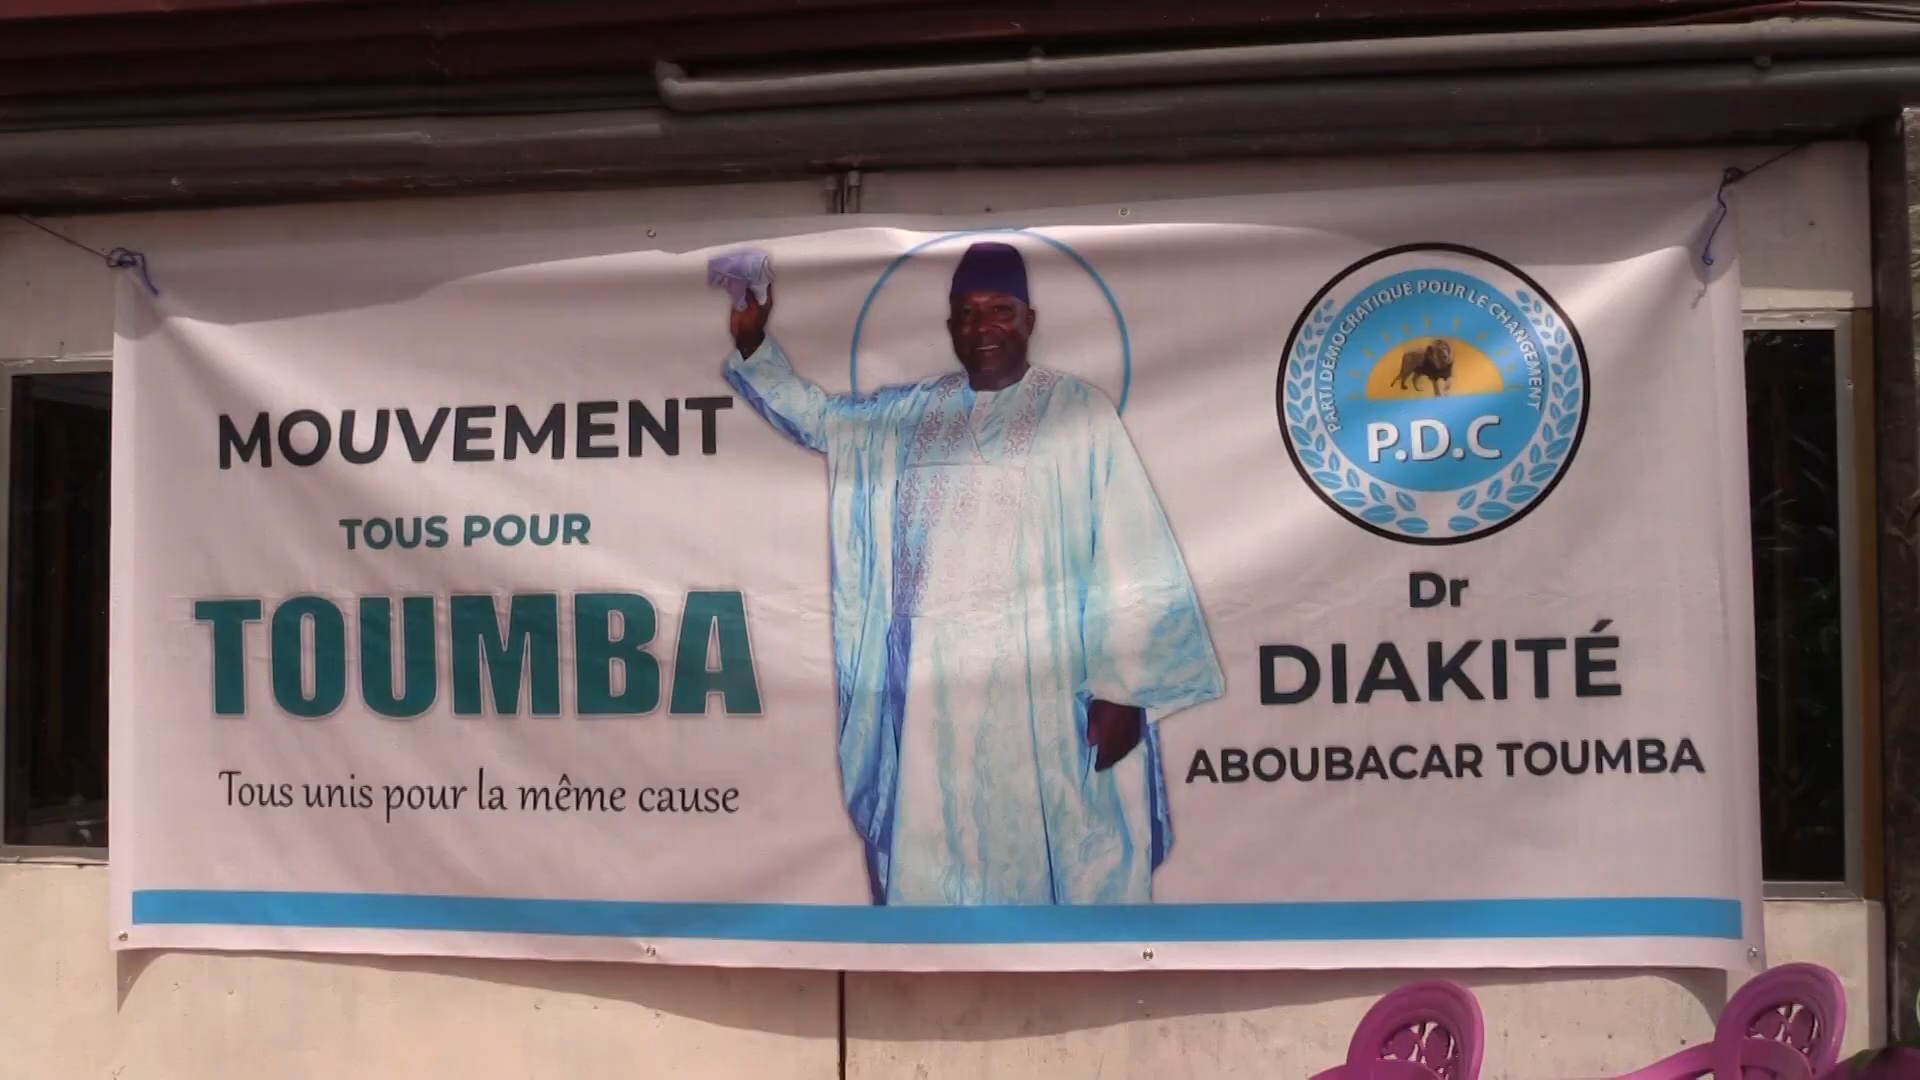 MOUVEMENT
TOUS POUR
TOUMBA
Tous unis pour la même cause
PARTI DÉMOCRATIQUE POUR LE CHANGEMENT
P.D.C
Dr
DIAKITÉ
ABOUBACAR TOUMBA